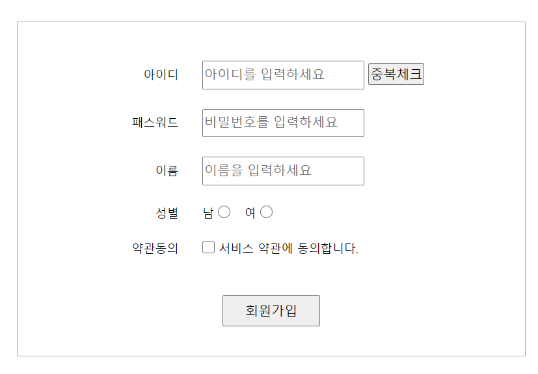 아이디 아이디를 입력하세요 중복체크
패스워드 비밀번호를 입력하세요
이름 이름을 입력하세요
성별 남 여
약관동의 서비스 약관에 동의합니다.
회원가입